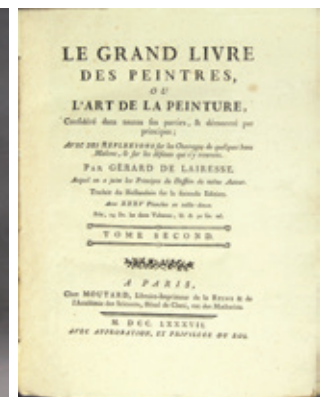 LE GRAND LIVRE
DES PEINTRES,
OU
L'ART DE LA PEINTURE,
Considéré dans toutes ses parties, & démontré par
principes;
AVEC DES RÉFLEXIONS sur les Ouvrages de quelques bons
Maîtres, & sur les défauts qui s'y trouvent.
PAR GÉRARD DE LAIRESSE.
Auquel on a joint les Principes du Dessin du même Auteur.
Traduit du Hollandois sur la seconde Edition.
Avec XXXV Planches en taille-douce.
TOME SECOND.
A PARIS,
Chez MOUTARD, Libraire-Imprimeur de la REINE & de
l'Académie des Sciences, Hôtel de Cluni, rue des Mathurins.
M. DCC. LXXXVII.
AVEC APPROBATION, ET PRIVILEGE DU ROI.